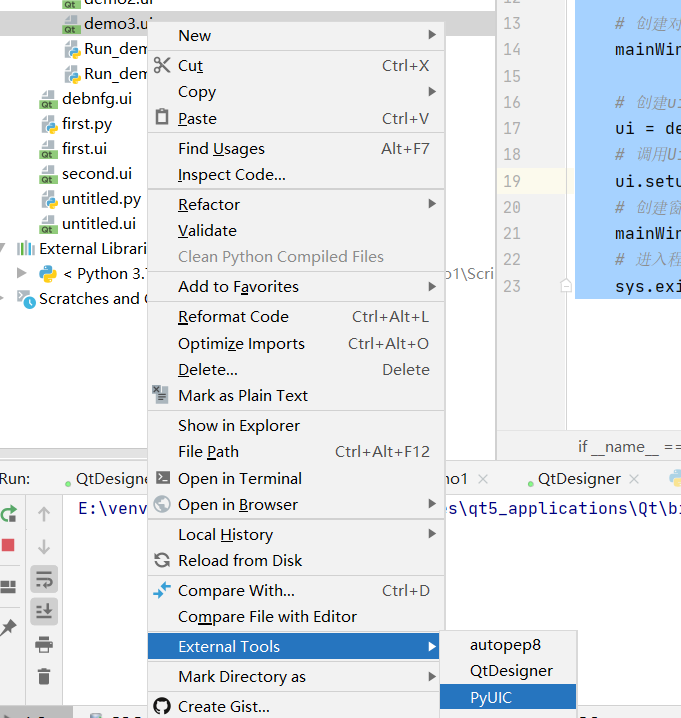 demo2.ui
demo3.ui
Run_dem
Run_dem
debnfg.ui
first.py
first.ui
second.ui
untitled.py
untitled.ui
External Librari
< Python 3.
Scratches and
New
Cut Ctrl+X
Copy
Paste Ctrl+V
Find Usages Alt+F7
Inspect Code...
Refactor
Validate
Clean Python Compiled Files
Add to Favorites
Reformat Code Ctrl+Alt+L
Optimize Imports Ctrl+Alt+O
Delete... Delete
Mark as Plain Text
Show in Explorer
File Path Ctrl+Alt+F12
Open in Terminal
Open in Browser
Local History
Reload from Disk
Compare With... Ctrl+D
Compare File with Editor
External Tools
Mark Directory as
Create Gist...
autopep8
QtDesigner
PyUIC
o1\Scri
13 # 创建对
14 mainWin
15
16 # 创建ui
17 ui = de
18 # 调用Ui
19 ui.setu
20 # 创建窗
21 mainWin
22 # 进入程
23 sys.exi
if __name__ ==
Run: QtDesigne mo1 QtDesigner
E:\venv es\qt5_applications\Qt\bi